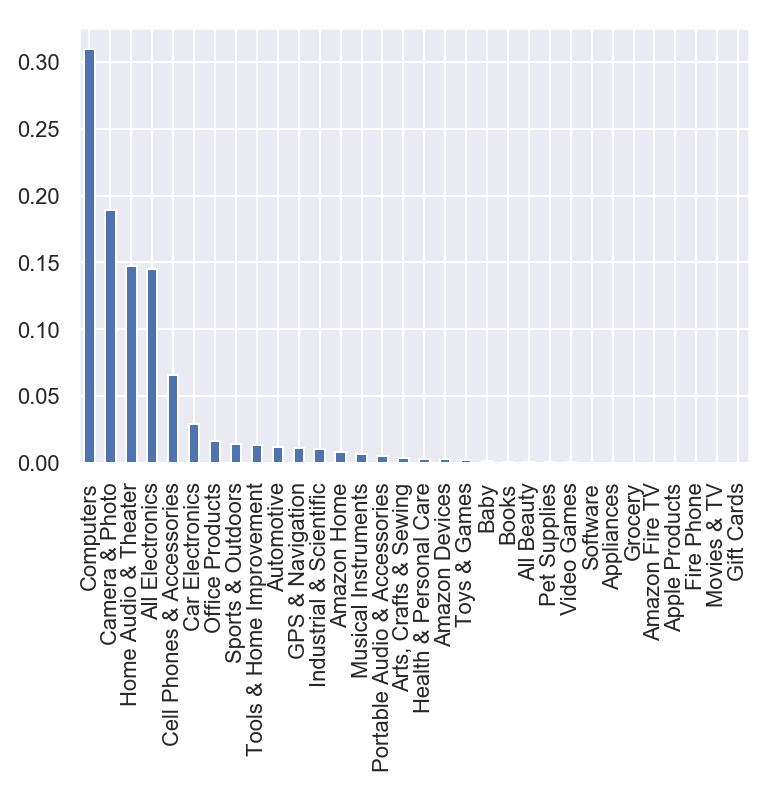 0.30
0.25
0.20
0.15
0.10
0.05
0.00
Computers
Camera & Photo
Home Audio & Theater
All Electronics
Cell Phones & Accessories
Car Electronics
Office Products
Sports & Outdoors
Tools & Home Improvement
Automotive
GPS & Navigation
Industrial & Scientific
Amazon Home
Musical Instruments
Portable Audio & Accessories
Arts, Crafts & Sewing
Health & Personal Care
Amazon Devices
Toys & Games
Baby
Books
All Beauty
Pet Supplies
Video Games
Software
Appliances
Grocery
Amazon Fire TV
Apple Products
Fire Phone
Movies & TV
Gift Cards